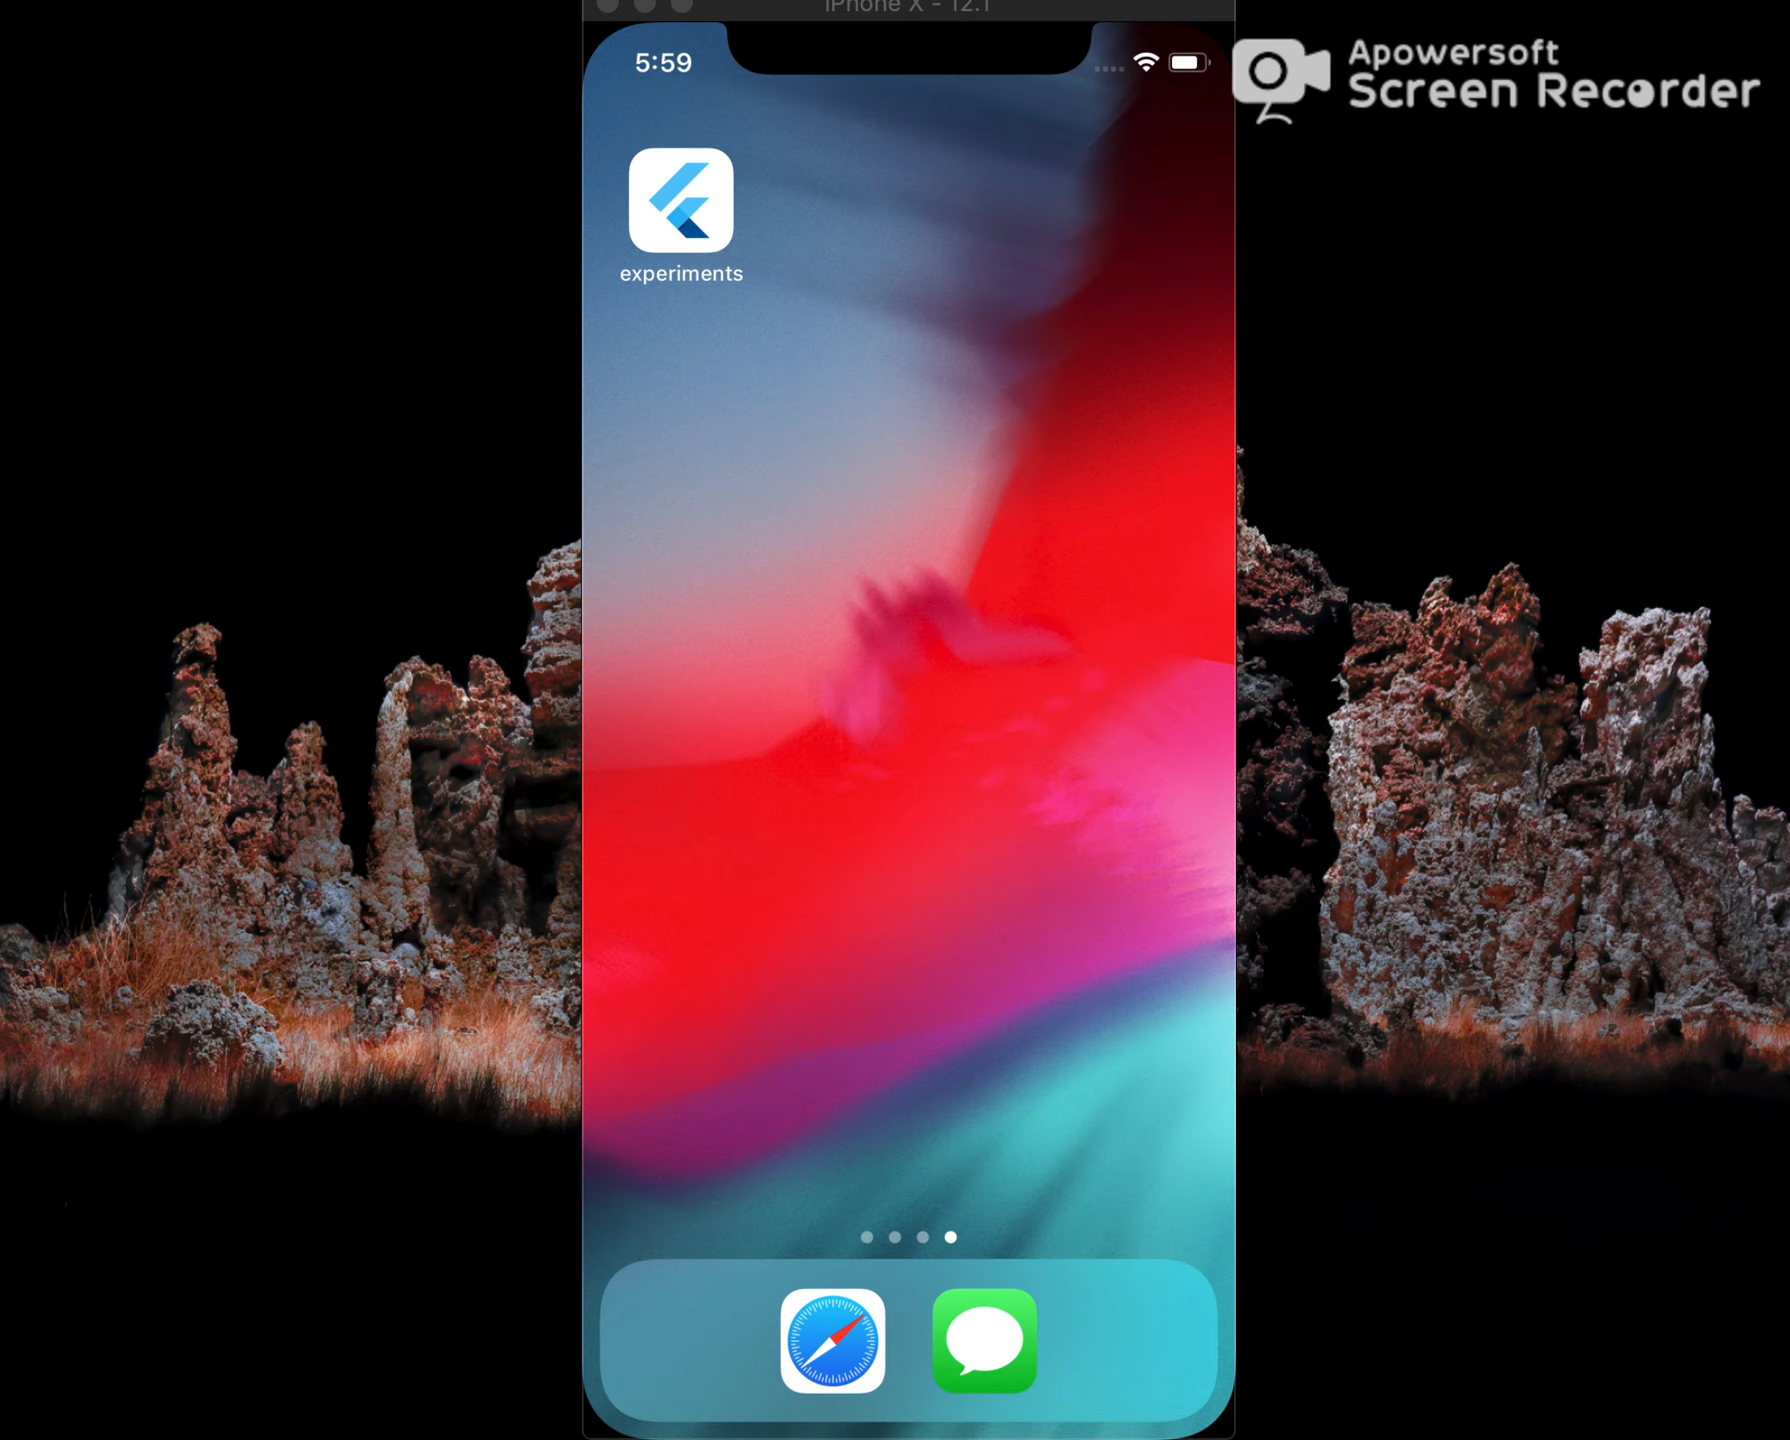 iPhone X - 12.1
5:59
Apowersoft
Screen Recorder
experiments